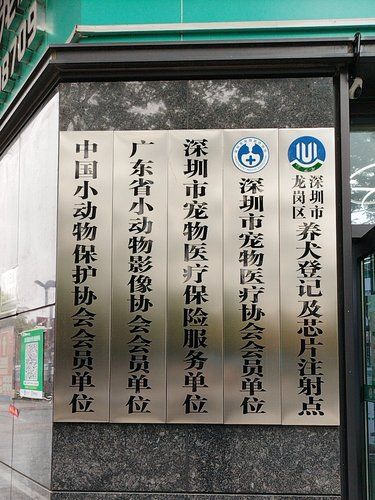 中国小动物保护协会会员单位
广东省小动物影像协会会员单位
深圳市宠物医疗保险服务单位
深圳市宠物医疗协会会员单位
深圳市
龙岗区
养犬登记及芯片注射点